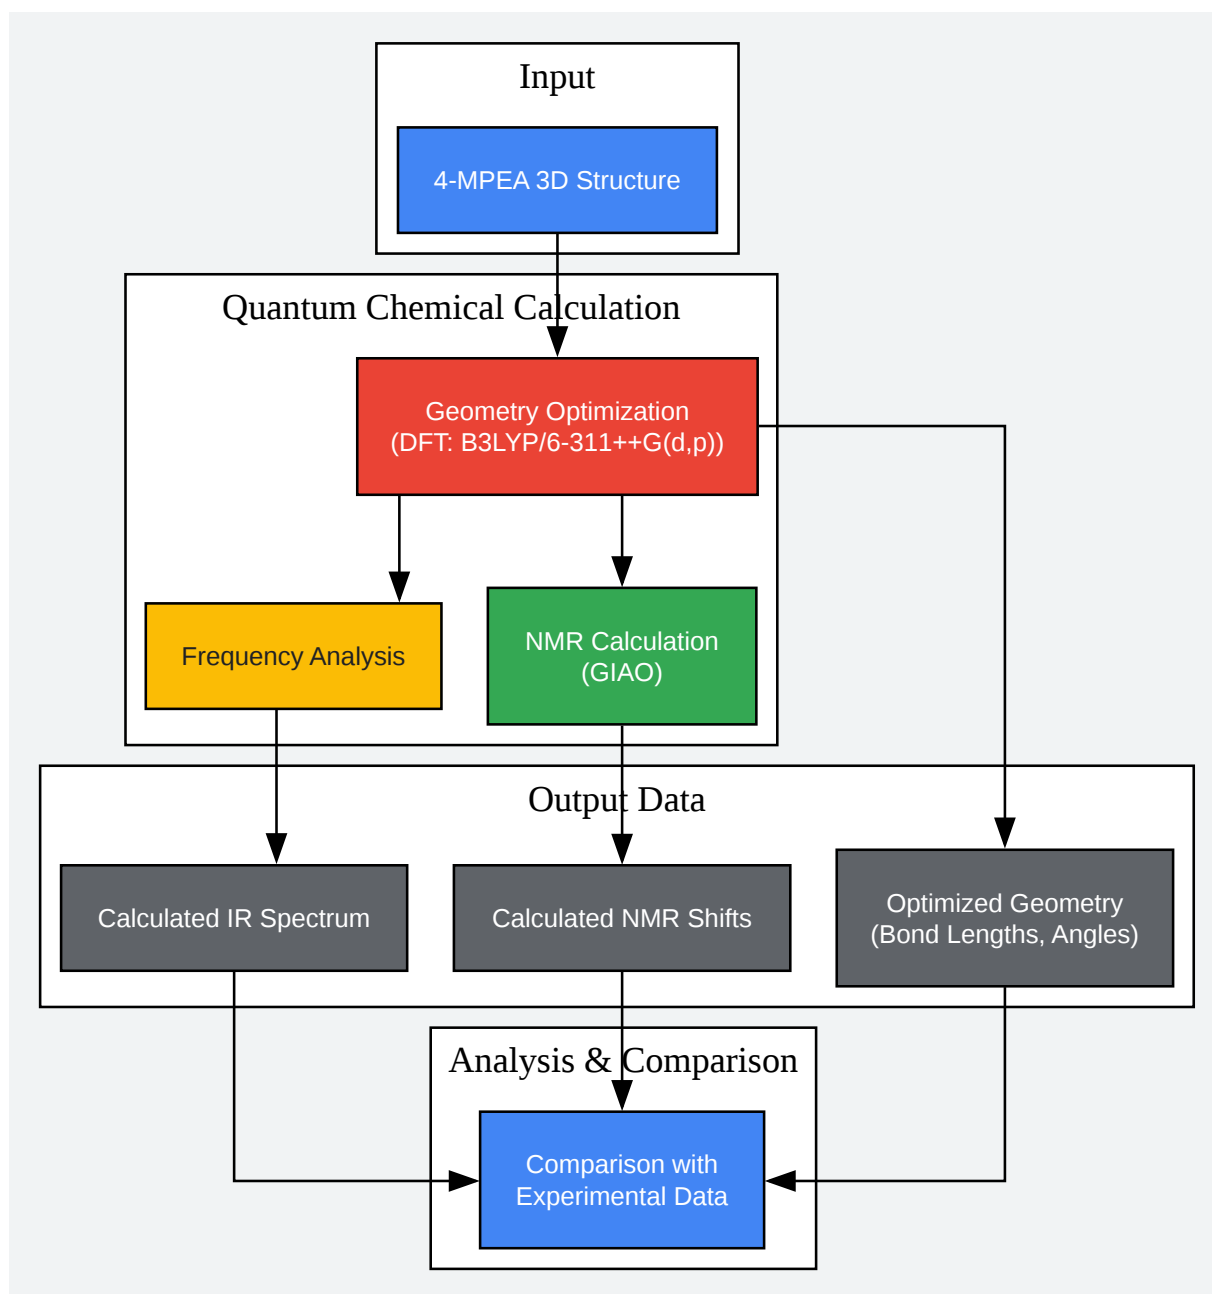 Input
4-MPEA 3D Structure
Quantum Chemical Calculation
Geometry Optimization
(DFT: B3LYP/6-311++G(d,p))
Frequency Analysis
NMR Calculation
(GIAO)
Output Data
Calculated IR Spectrum
Calculated NMR Shifts
Optimized Geometry
(Bond Lengths, Angles)
Analysis & Comparison
Comparison with
Experimental Data